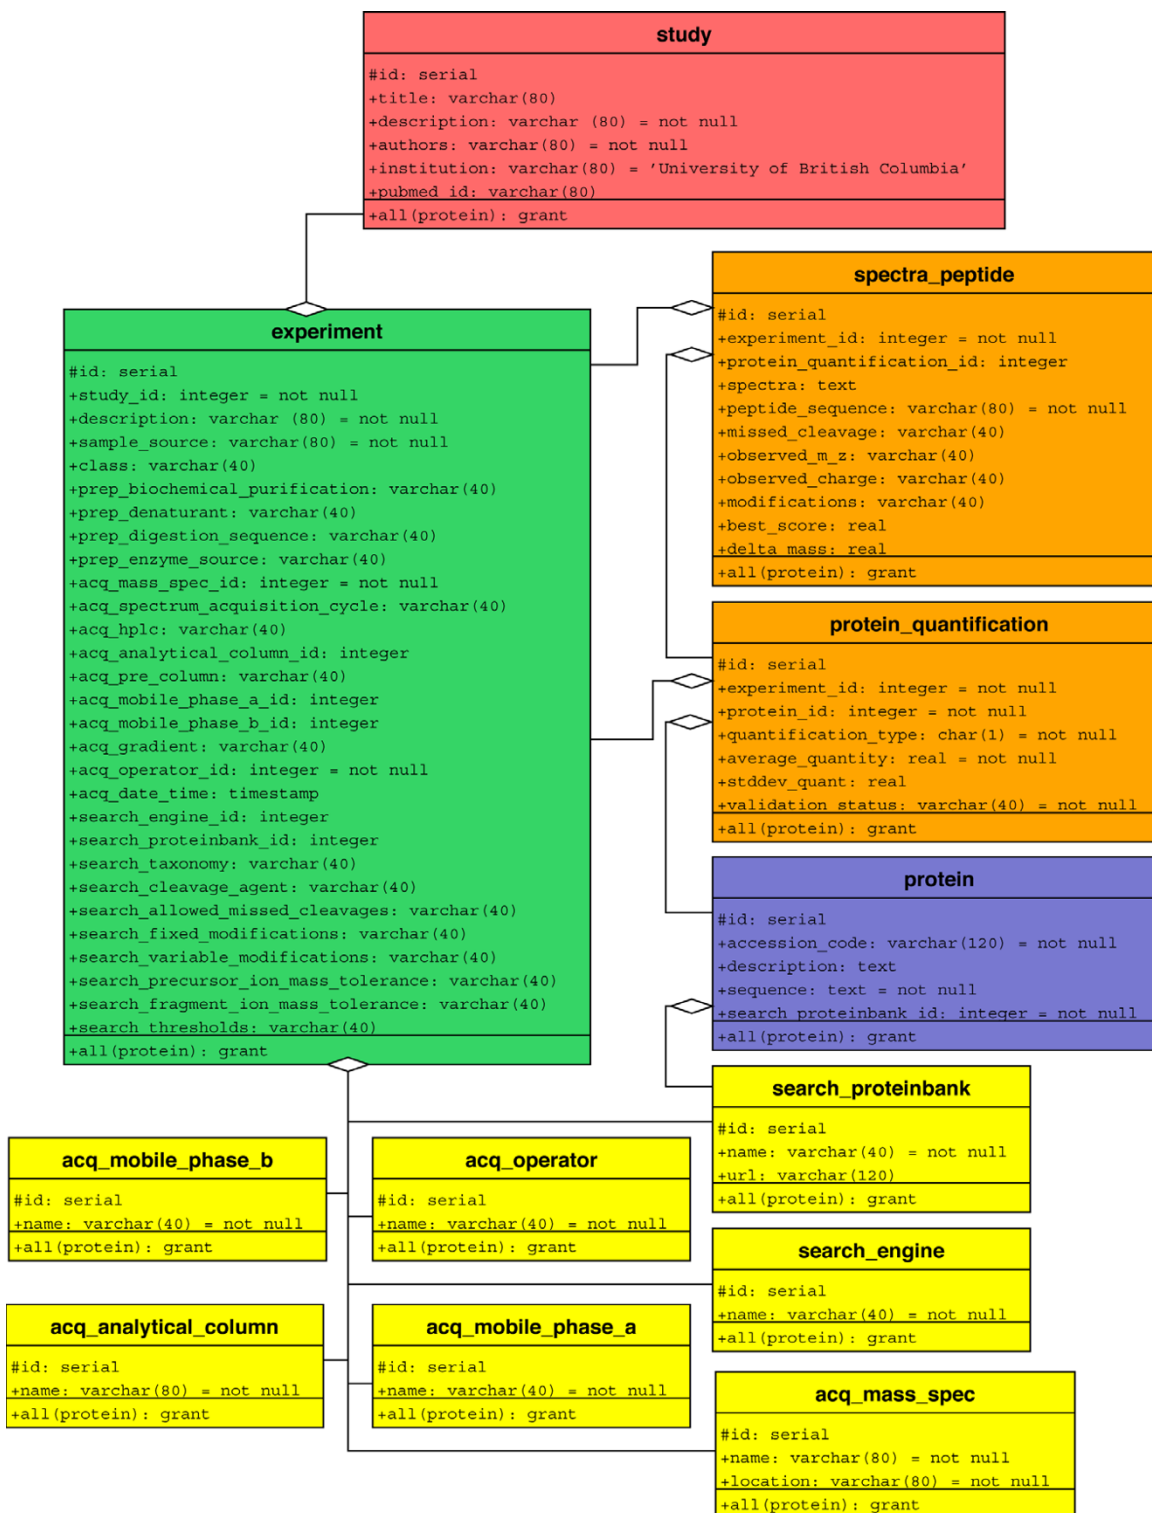 study
#id: serial
+title: varchar(80)
+description: varchar (80) = not null
+authors: varchar(80) = not null
+institution: varchar(80) = 'University of British Columbia'
+pubmed_id: varchar(80)
+all(protein): grant
spectra_peptide
#id: serial
+experiment_id: integer = not null
+protein_quantification_id: integer
+spectra: text
+peptide_sequence: varchar(80) = not null
+missed_cleavage: varchar(40)
+observed_m_z: varchar(40)
+observed_charge: varchar(40)
+modifications: varchar(40)
+best_score: real
+delta_mass: real
+all(protein): grant
experiment
#id: serial
+study_id: integer = not null
+description: varchar (80) = not null
+sample_source: varchar(80) = not null
+class: varchar(40)
+prep_biochemical_purification: varchar(40)
+prep_denaturant: varchar(40)
+prep_digestion_sequence: varchar(40)
+prep_enzyme_source: varchar(40)
+acq_mass_spec_id: integer = not null
+acq_spectrum_acquisition_cycle: varchar(40)
+acq_hplc: varchar(40)
+acq_analytical_column_id: integer
+acq_pre_column: varchar(40)
+acq_mobile_phase_a_id: integer
+acq_mobile_phase_b_id: integer
+acq_gradient: varchar(40)
+acq_operator_id: integer = not null
+acq_date_time: timestamp
+search_engine_id: integer
+search_proteinbank_id: integer
+search_taxonomy: varchar(40)
+search_cleavage_agent: varchar(40)
+search_allowed_missed_cleavages: varchar(40)
+search_fixed_modifications: varchar(40)
+search_variable_modifications: varchar(40)
+search_precursor_ion_mass_tolerance: varchar(40)
+search_fragment_ion_mass_tolerance: varchar(40)
+search_thresholds: varchar(40)
+all(protein): grant
protein_quantification
#id: serial
+experiment_id: integer = not null
+protein_id: integer = not null
+quantification_type: char(1) = not null
+average_quantity: real = not null
+stddev_quant: real
+validation_status: varchar(40) = not null
+all(protein): grant
protein
#id: serial
+accession_code: varchar(120) = not null
+description: text
+sequence: text = not null
+search_proteinbank_id: integer = not null
+all(protein): grant
search_proteinbank
#id: serial
+name: varchar(40) = not null
+url: varchar(120)
+all(protein): grant
acq_mobile_phase_b
#id: serial
+name: varchar(40) = not null
+all(protein): grant
acq_operator
#id: serial
+name: varchar(40) = not null
+all(protein): grant
search_engine
#id: serial
+name: varchar(40) = not null
+all(protein): grant
acq_analytical_column
#id: serial
+name: varchar(80) = not null
+all(protein): grant
acq_mobile_phase_a
#id: serial
+name: varchar(40) = not null
+all(protein): grant
acq_mass_spec
#id: serial
+name: varchar(80) = not null
+location: varchar(80) = not null
+all(protein): grant